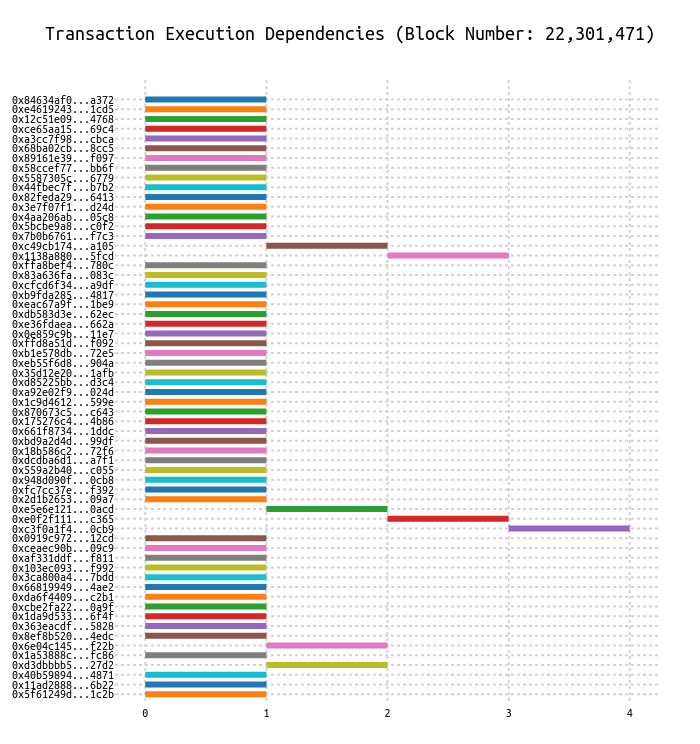 Transaction Execution Dependencies (Block Number: 22,301,471)
0x84634af0...a372
0xe4619243...1cd5
0x12c51e09...4768
0xce65aa15...69c4
0xa3cc7f98...cbca
0x68ba02cb...8cc5
0x89161e39...f097
0x58ccef77...bb6f
0x5587305c...6779
0x44fbec7f...b7b2
0x82feda29...6413
0x3e7f07f1...d24d
0x4aa206ab...05c8
0x5bcbe9a8...c0f2
0x7b0b6761...f7c3
0xc49cb174...a105
0x1138a880...5fcd
0xffa8bef4...780c
0x83a636fa...083c
0xcfcd6f34...a9df
0xb9fda285...4817
0xeac67a9f...1be9
0xdb583d3e...62ec
0xe36fdaea...662a
0x0e859c9b...11e7
0xffd8a51d...f092
0xb1e578db...72e5
0xeb55f6d8...904a
0x35d12e20...1afb
0xd85225bb...d3c4
0xa92e02f9...024d
0x1c9d4612...599e
0x870673c5...c643
0x175276c4...4b86
0x661f8734...1ddc
0xbd9a2d4d...99df
0x18b586c2...72f6
0xdcdba6d1...a7f1
0x559a2b40...c055
0x948d090f...0cb8
0xfc7cc37e...f392
0x2d1b2653...09a7
0xe5e6e121...0acd
0xe0f2f111...c365
0xc3f0a1f4...0cb9
0x0919c972...12cd
0xceaec90b...09c9
0xaf331ddf...f811
0x103ec093...f992
0x3ca800a4...7bdd
0x66819949...4ae2
0xda6f4409...c2b1
0xcbe2fa22...0a9f
0x1da9d533...6f4f
0x363eacdf...5828
0x8ef8b520...4edc
0x6e04c145...f22b
0x1a53888c...fc86
0xd3dbbbb5...27d2
0x40b59894...4871
0x11ad2888...6b22
0x5f61249d...1c2b
0 1 2 3 4